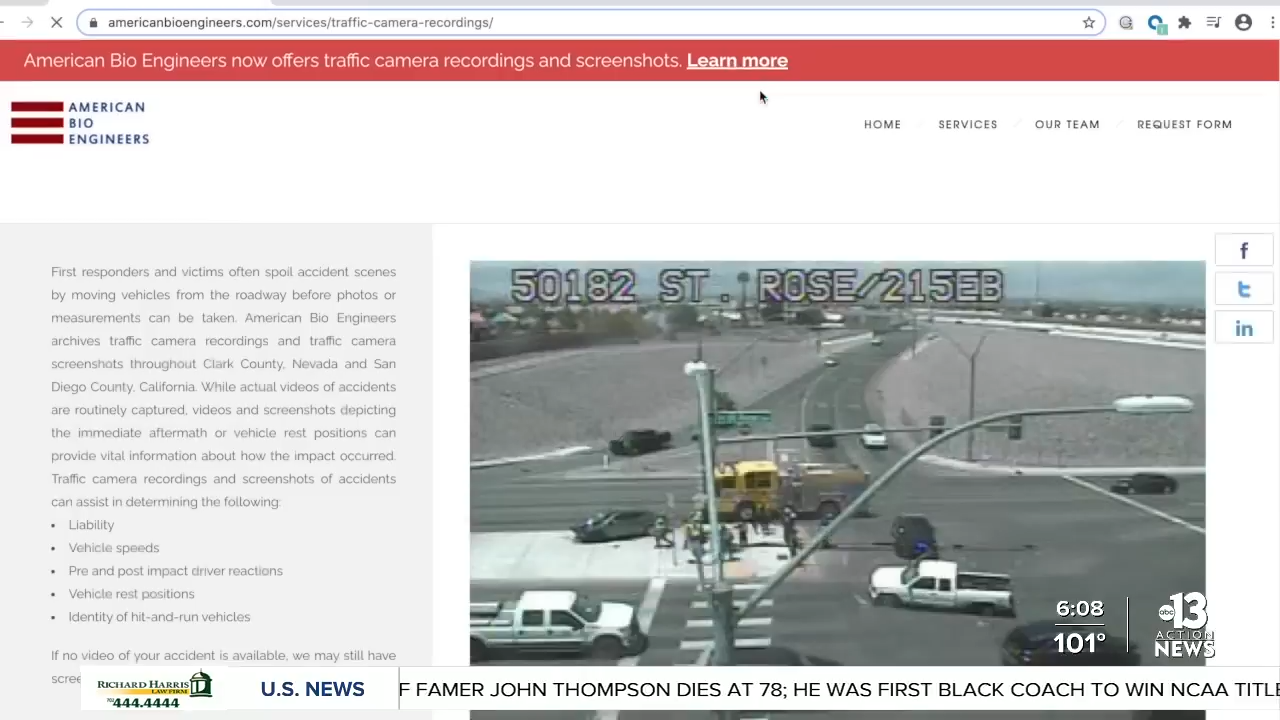 americanbioengineers.com/services/traffic-camera-recordings/
American Bio Engineers now offers traffic camera recordings and screenshots. Learn more
AMERICAN
BIO
ENGINEERS
HOME
SERVICES
OUR TEAM
REQUEST FORM
First responders and victims often spoil accident scenes
by moving vehicles from the roadway before photos or
measurements can be taken. American Bio Engineers
archives traffic camera recordings and traffic camera
screenshots throughout Clark County, Nevada and San
Diego County, California. While actual videos of accidents
are routinely captured, videos and screenshots depicting
the immediate aftermath or vehicle rest positions can
provide vital information about how the impact occurred.
Traffic camera recordings and screenshots of accidents
can assist in determining the following:
• Liability
• Vehicle speeds
• Pre and post impact driver reactions
• Vehicle rest positions
• Identity of hit-and-run vehicles
If no video of your accident is available, we may still have
50182 ST. ROSE/215EB
f
t
in
6:08
101°
abc 13
ACTION
NEWS
RICHARD HARRIS
LAW FIRM
444.4444
U.S. NEWS
F FAMER JOHN THOMPSON DIES AT 78; HE WAS FIRST BLACK COACH TO WIN NCAA TITLE